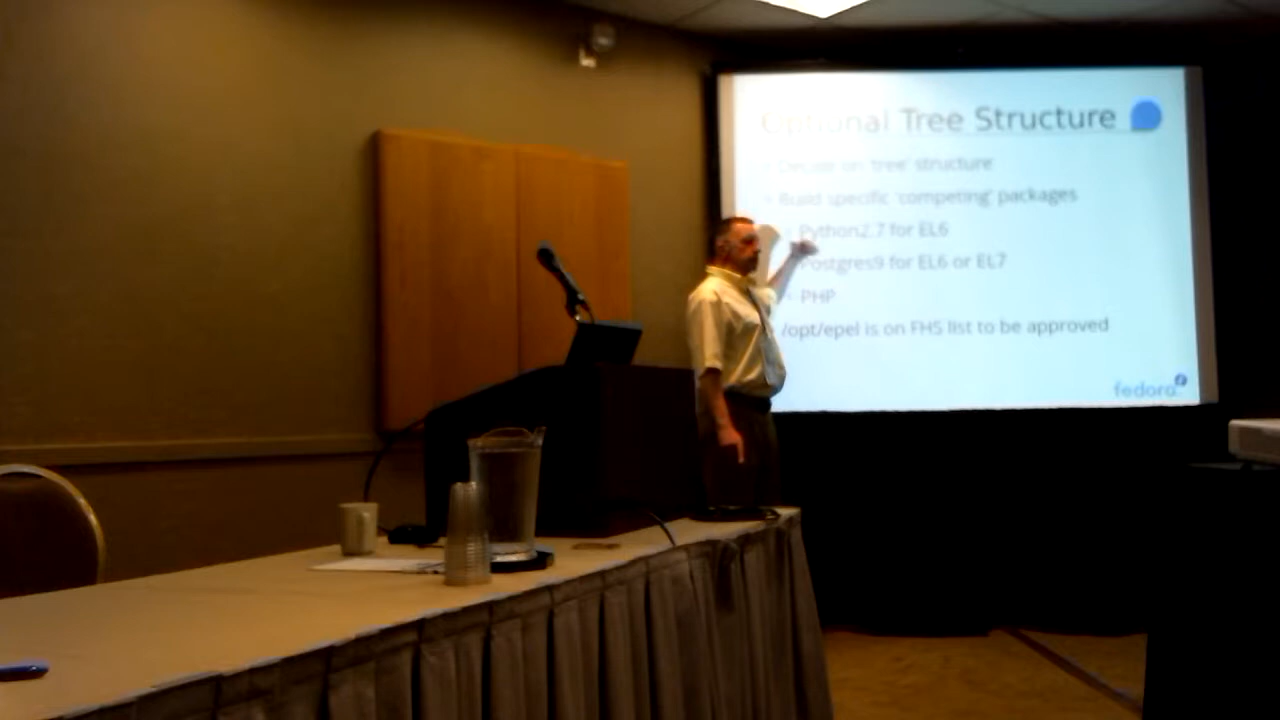 Optional Tree Structure
Decide on 'tree' structure
Build specific 'competing' packages
Python2.7 for EL6
Postgres9 for EL6 or EL7
PHP
/opt/epel is on FHS list to be approved
fedora